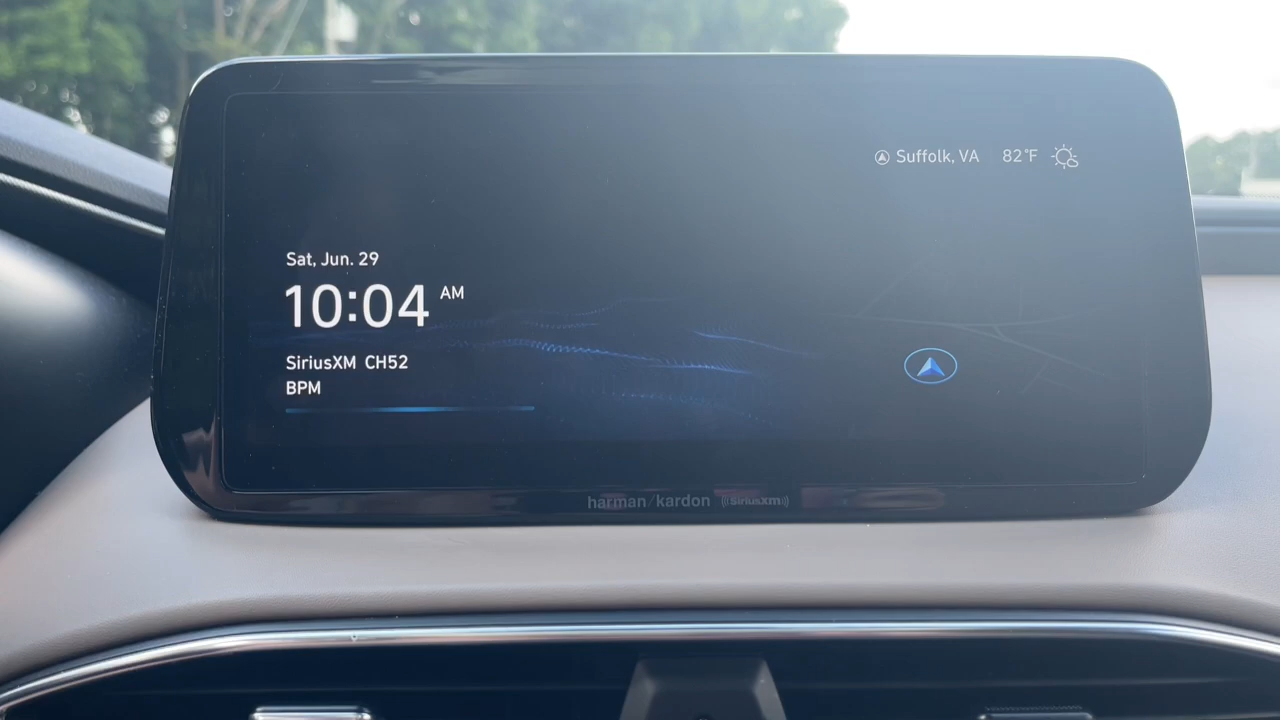 Suffolk, VA 82°F
Sat, Jun. 29
10:04 AM
SiriusXM CH52
BPM
harman/kardon ((SiriusXM))